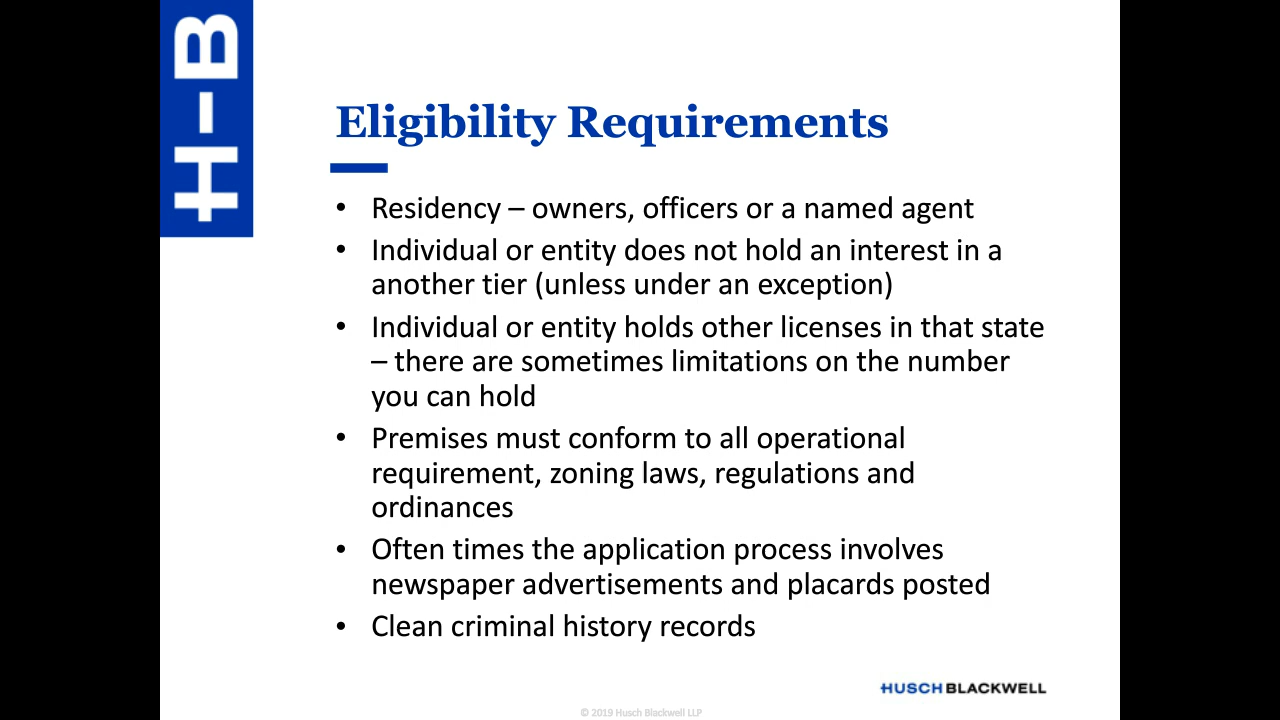 H-B
Eligibility Requirements
• Residency – owners, officers or a named agent
• Individual or entity does not hold an interest in a
another tier (unless under an exception)
• Individual or entity holds other licenses in that state
– there are sometimes limitations on the number
you can hold
• Premises must conform to all operational
requirement, zoning laws, regulations and
ordinances
• Often times the application process involves
newspaper advertisements and placards posted
• Clean criminal history records
HUSCH BLACKWELL
© 2019 Husch Blackwell LLP